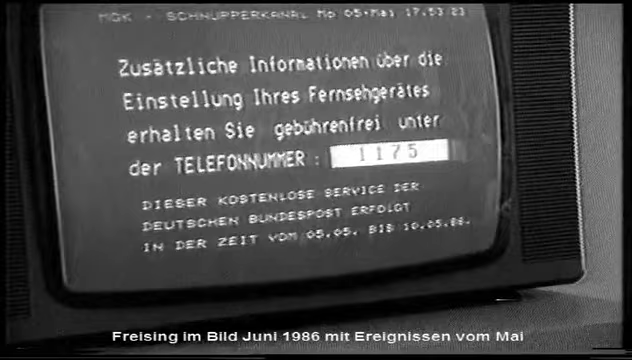 MGK - SCHNUPPERKANAL Mo 05-Mai 17.53:23
Zusätzliche Informationen über die
Einstellung Ihres Fernsehgerätes
erhalten Sie gebührenfrei unter
der TELEFONNUMMER : 1175
DIESER KOSTENLOSE SERVICE DER
DEUTSCHEN BUNDESPOST ERFOLGT
IN DER ZEIT VOM 05.05. BIS 10.05.86.
Freising im Bild Juni 1986 mit Ereignissen vom Mai